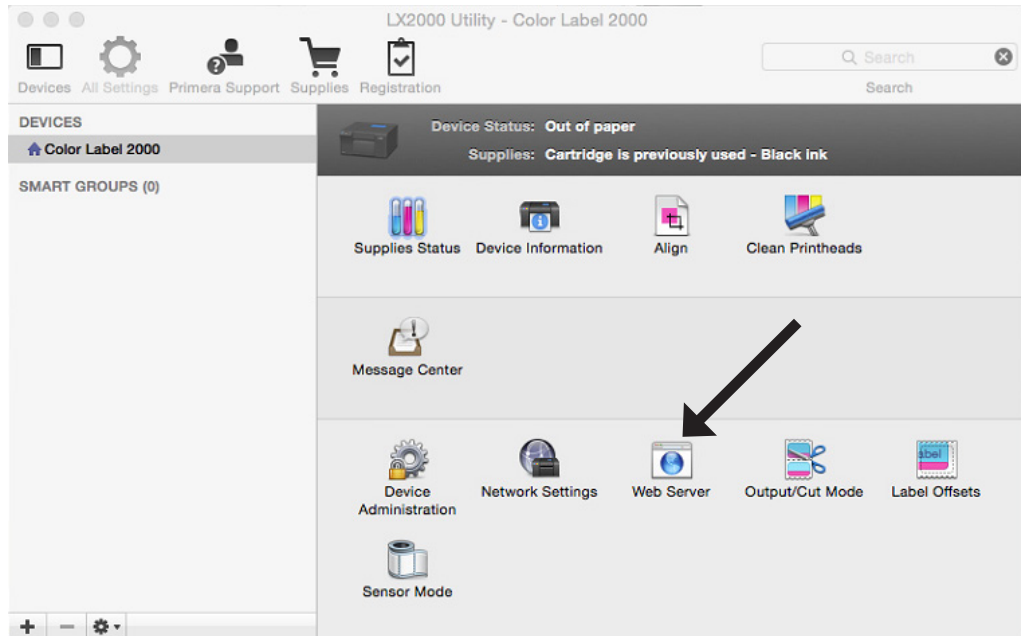 LX2000 Utility - Color Label 2000
Devices All Settings Primera Support Supplies Registration
Search
Search
DEVICES
Color Label 2000
SMART GROUPS (0)
Device Status: Out of paper
Supplies: Cartridge is previously used - Black ink
Supplies Status Device Information Align Clean Printheads
Message Center
abel
Device Administration Network Settings Web Server Output/Cut Mode Label Offsets
Sensor Mode